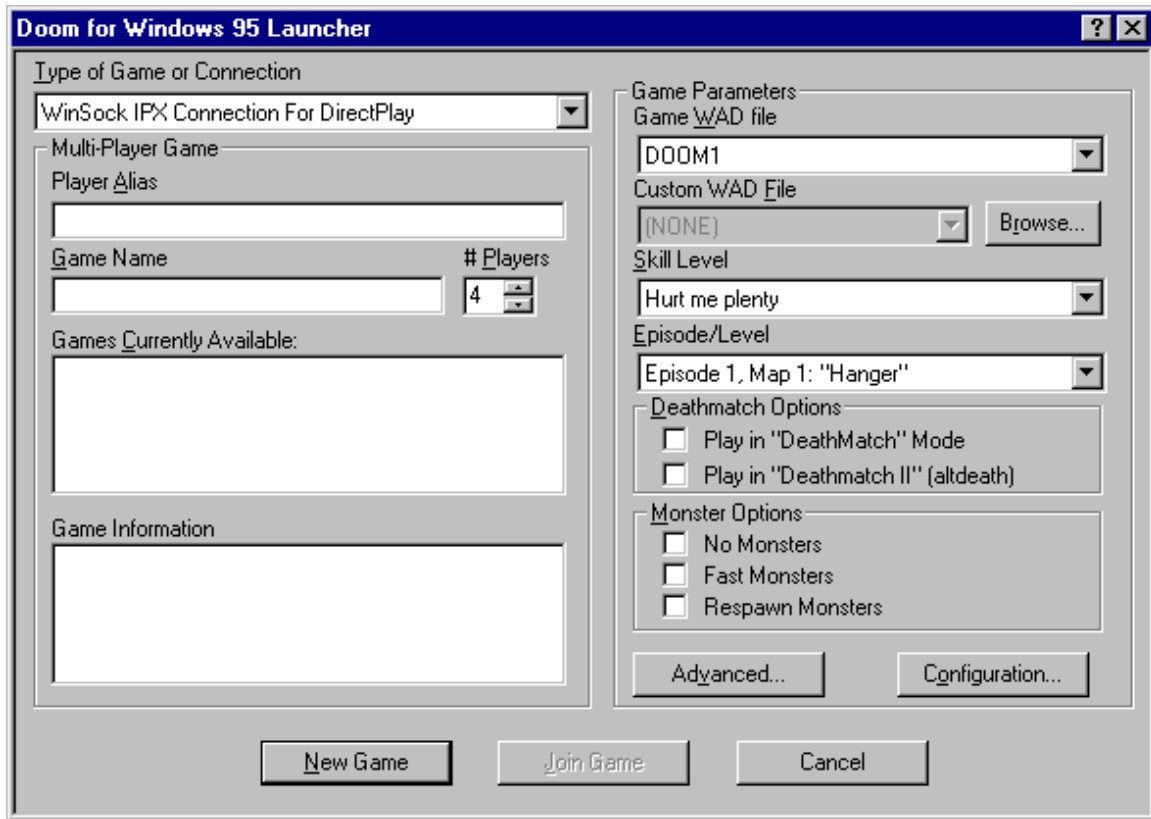 Doom for Windows 95 Launcher
Type of Game or Connection
WinSock IPX Connection For DirectPlay
Multi-Player Game
Player Alias
Game Name
# Players
4
Games Currently Available:
Game Information
Game Parameters
Game WAD file
DOOM1
Custom WAD File
(NONE)
Browse...
Skill Level
Hurt me plenty
Episode/Level
Episode 1, Map 1: "Hanger"
Deathmatch Options
Play in "DeathMatch" Mode
Play in "Deathmatch II" (altdeath)
Monster Options
No Monsters
Fast Monsters
Respawn Monsters
Advanced...
Configuration...
New Game
Join Game
Cancel